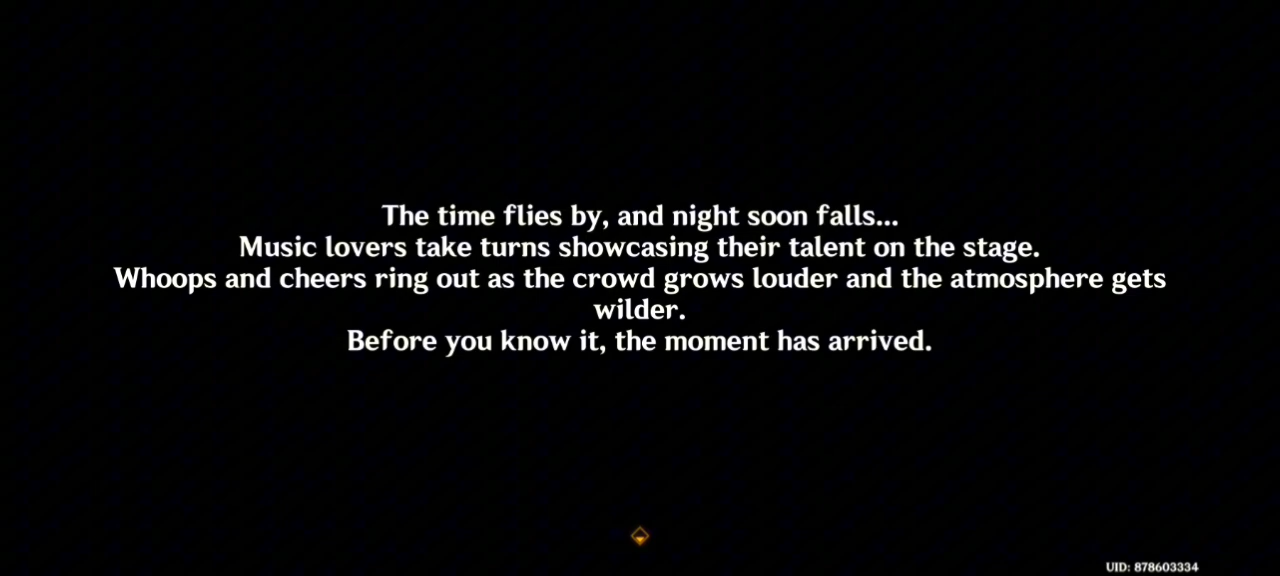 The time flies by, and night soon falls...
Music lovers take turns showcasing their talent on the stage.
Whoops and cheers ring out as the crowd grows louder and the atmosphere gets
wilder.
Before you know it, the moment has arrived.
UID: 878603334